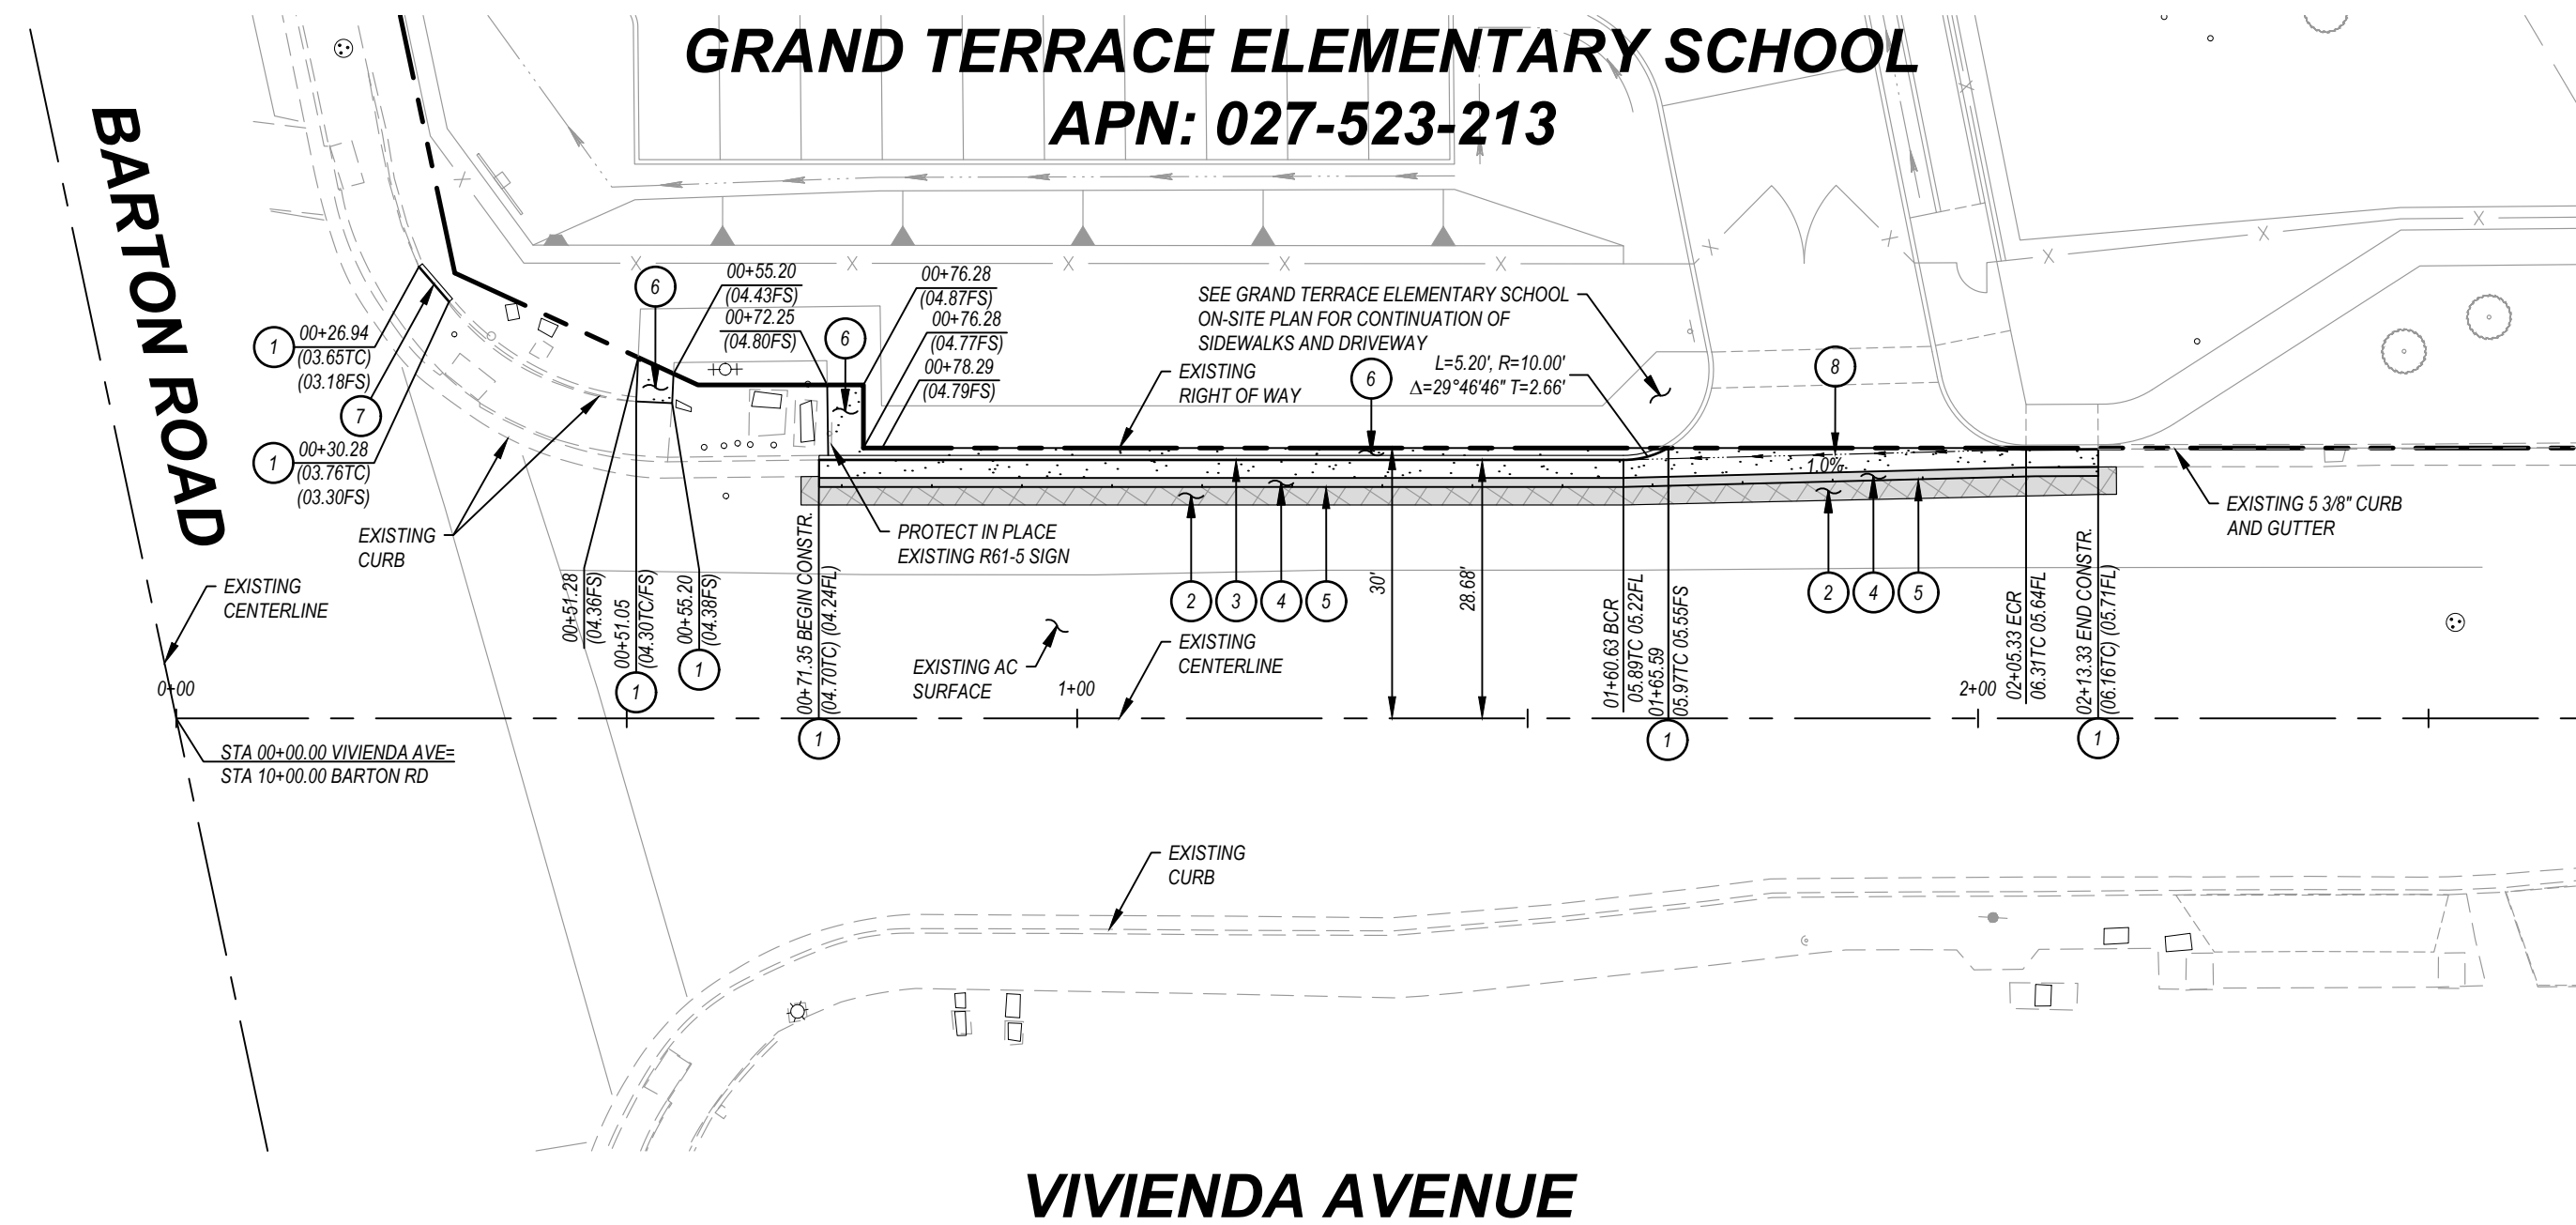 GRAND TERRACE ELEMENTARY SCHOOL
APN: 027-523-213
BARTON ROAD
6
00+55.20
(04.43FS)
00+72.25
(04.80FS)
6
00+76.28
(04.87FS)
00+76.28
(04.77FS)
00+78.29
(04.79FS)
SEE GRAND TERRACE ELEMENTARY SCHOOL
ON-SITE PLAN FOR CONTINUATION OF
SIDEWALKS AND DRIVEWAY
L=5.20', R=10.00'
Δ=29°46'46" T=2.66'
EXISTING
RIGHT OF WAY
6
8
1
00+26.94
(03.65TC)
(03.18FS)
7
1
00+30.28
(03.76TC)
(03.30FS)
1.0%
EXISTING
CURB
PROTECT IN PLACE
EXISTING R61-5 SIGN
EXISTING 5 3/8" CURB
AND GUTTER
EXISTING
CENTERLINE
00+51.28
(04.36FS)
00+51.05
(04.30TC/FS)
1
00+55.20
(04.38FS)
1
00+71.35 BEGIN CONSTR.
(04.70TC) (04.24FL)
1
2
3
4
5
30'
28.68'
2
4
5
01+60.63 BCR
05.89TC 05.22FL
01+65.59
05.97TC 05.55FS
1
02+05.33 ECR
06.31TC 05.64FL
02+13.33 END CONSTR.
(06.16TC) (05.71FL)
1
EXISTING AC
SURFACE
EXISTING
CENTERLINE
0+00
1+00
2+00
STA 00+00.00 VIVIENDA AVE=
STA 10+00.00 BARTON RD
EXISTING
CURB
VIVIENDA AVENUE